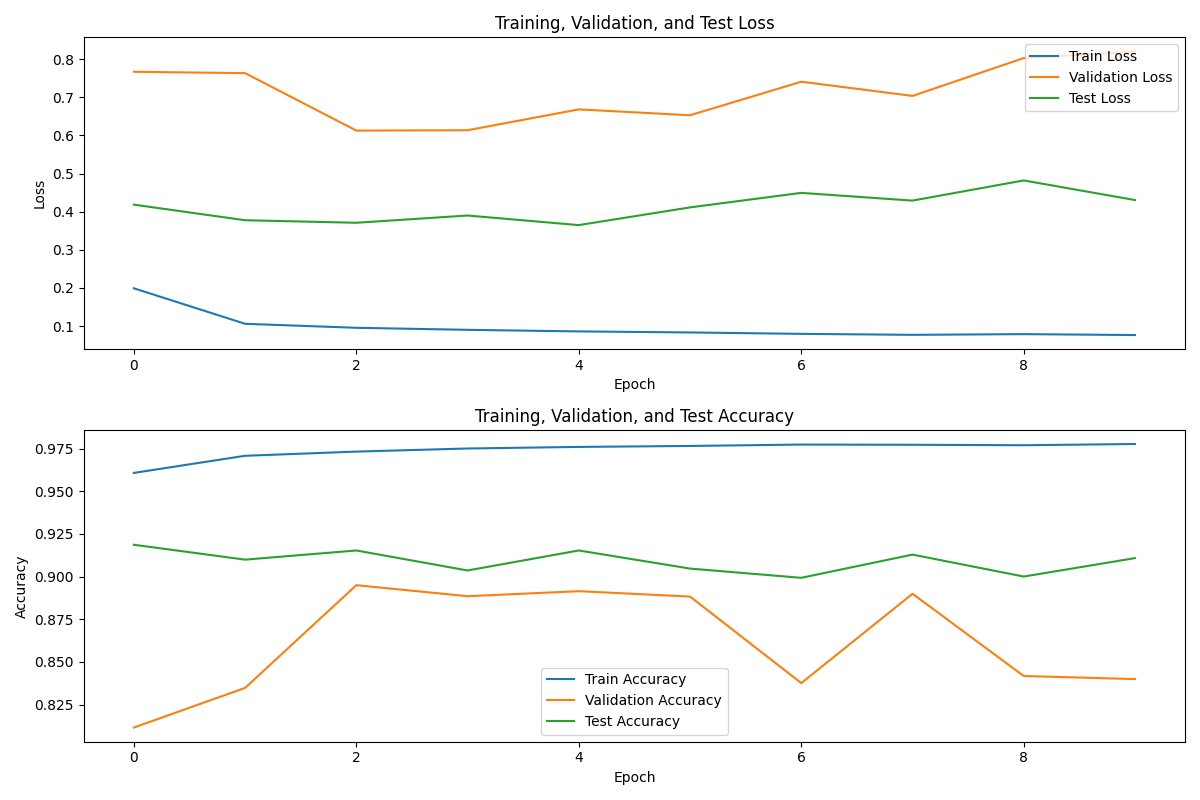 Training, Validation, and Test Loss
0.8
0.7
0.6
0.5
0.4
0.3
0.2
0.1
Loss
Train Loss
Validation Loss
Test Loss
0 2 4 6 8
Epoch
Training, Validation, and Test Accuracy
0.975
0.950
0.925
0.900
0.875
0.850
0.825
Accuracy
Train Accuracy
Validation Accuracy
Test Accuracy
0 2 4 6 8
Epoch